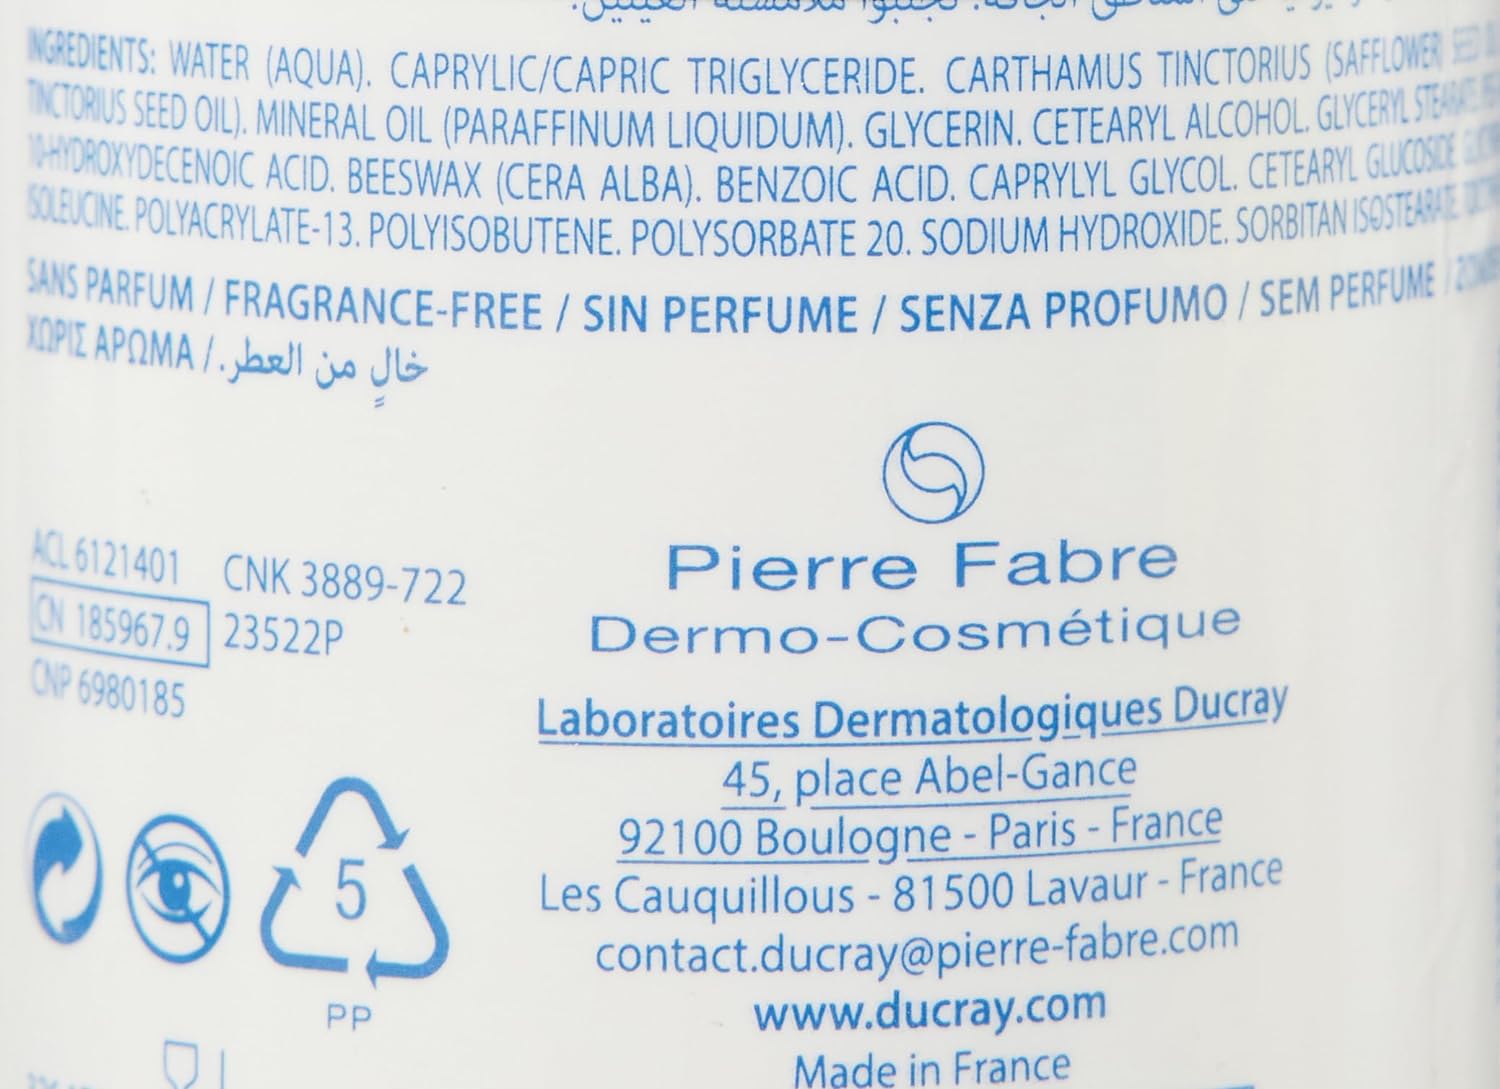 INGREDIENTS: WATER (AQUA). CAPRYLIC/CAPRIC TRIGLYCERIDE. CARTHAMUS TINCTORIUS (SAFFLOWER) SEED
TINCTORIUS SEED OIL). MINERAL OIL (PARAFFINUM LIQUIDUM). GLYCERIN. CETEARYL ALCOHOL. GLYCERYL STEARATE.
10-HYDROXYDECENOIC ACID. BEESWAX (CERA ALBA). BENZOIC ACID. CAPRYLYL GLYCOL. CETEARYL GLUCOSIDE.
ISOLEUCINE. POLYACRYLATE-13. POLYISOBUTENE. POLYSORBATE 20. SODIUM HYDROXIDE. SORBITAN ISOSTEARATE.
SANS PARFUM / FRAGRANCE-FREE / SIN PERFUME / SENZA PROFUMO / SEM PERFUME /
ΧΩΡΙΣ ΑΡΩΜΑ / خالٍ من العطر.
ACL 6121401
CNK 3889-722
CN 185967.9
23522P
CNP 6980185
Pierre Fabre
Dermo-Cosmétique
Laboratoires Dermatologiques Ducray
45, place Abel-Gance
92100 Boulogne - Paris - France
Les Cauquillous - 81500 Lavaur - France
contact.ducray@pierre-fabre.com
www.ducray.com
Made in France
5
PP